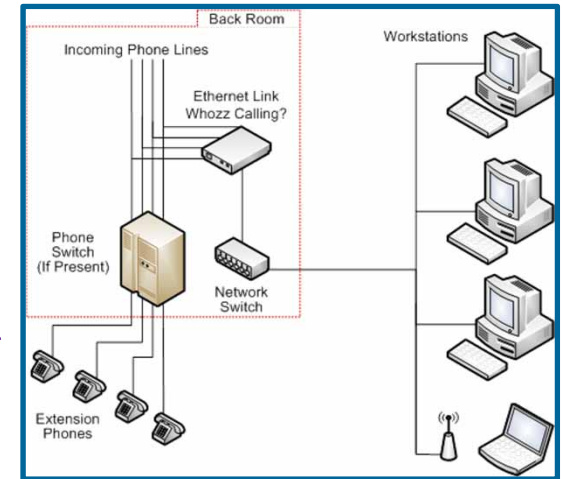 Back Room
Incoming Phone Lines
Workstations
Ethernet Link
Whozz Calling?
Phone
Switch
(If Present)
Network
Switch
Extension
Phones